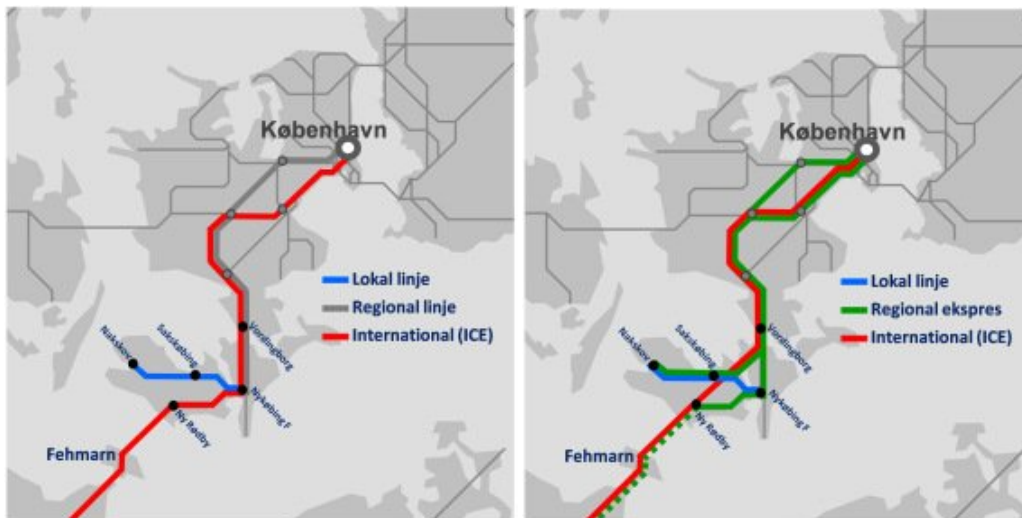 København
Lokal linje
Regional linje
International (ICE)
Nakskov
Sakskøbing
Vordingborg
Nykøbing F
Ny Rødby
Fehmarn
København
Lokal linje
Regional ekspres
International (ICE)
Nakskov
Sakskøbing
Vordingborg
Nykøbing F
Ny Rødby
Fehmarn